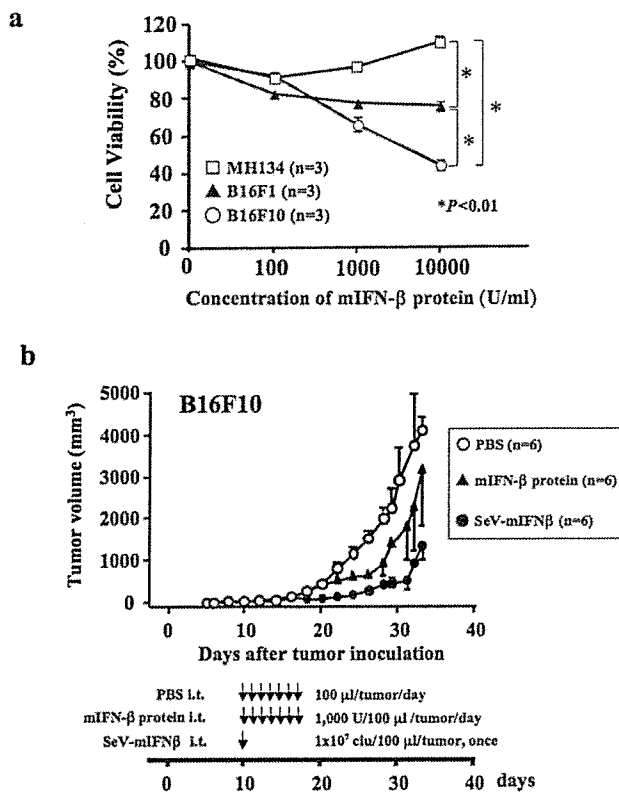 a
Cell Viability (%)
120
100
80
60
40
20
0
MH134 (n=3)
B16F1 (n=3)
B16F10 (n=3)
*
*
*
*P<0.01
0 100 1000 10000
Concentration of mIFN-β protein (U/ml)
b
B16F10
Tumor volume (mm³)
5000
4000
3000
2000
1000
0
PBS (n=6)
mIFN-β protein (n=6)
SeV-mIFNβ (n=6)
0 10 20 30 40
Days after tumor inoculation
PBS i.t. 100 μl/tumor/day
mIFN-β protein i.t. 1,000 U/100 μl /tumor/day
SeV-mIFNβ i.t. 1x10⁷ ciu/100 μl/tumor, once
0 10 20 30 40 days